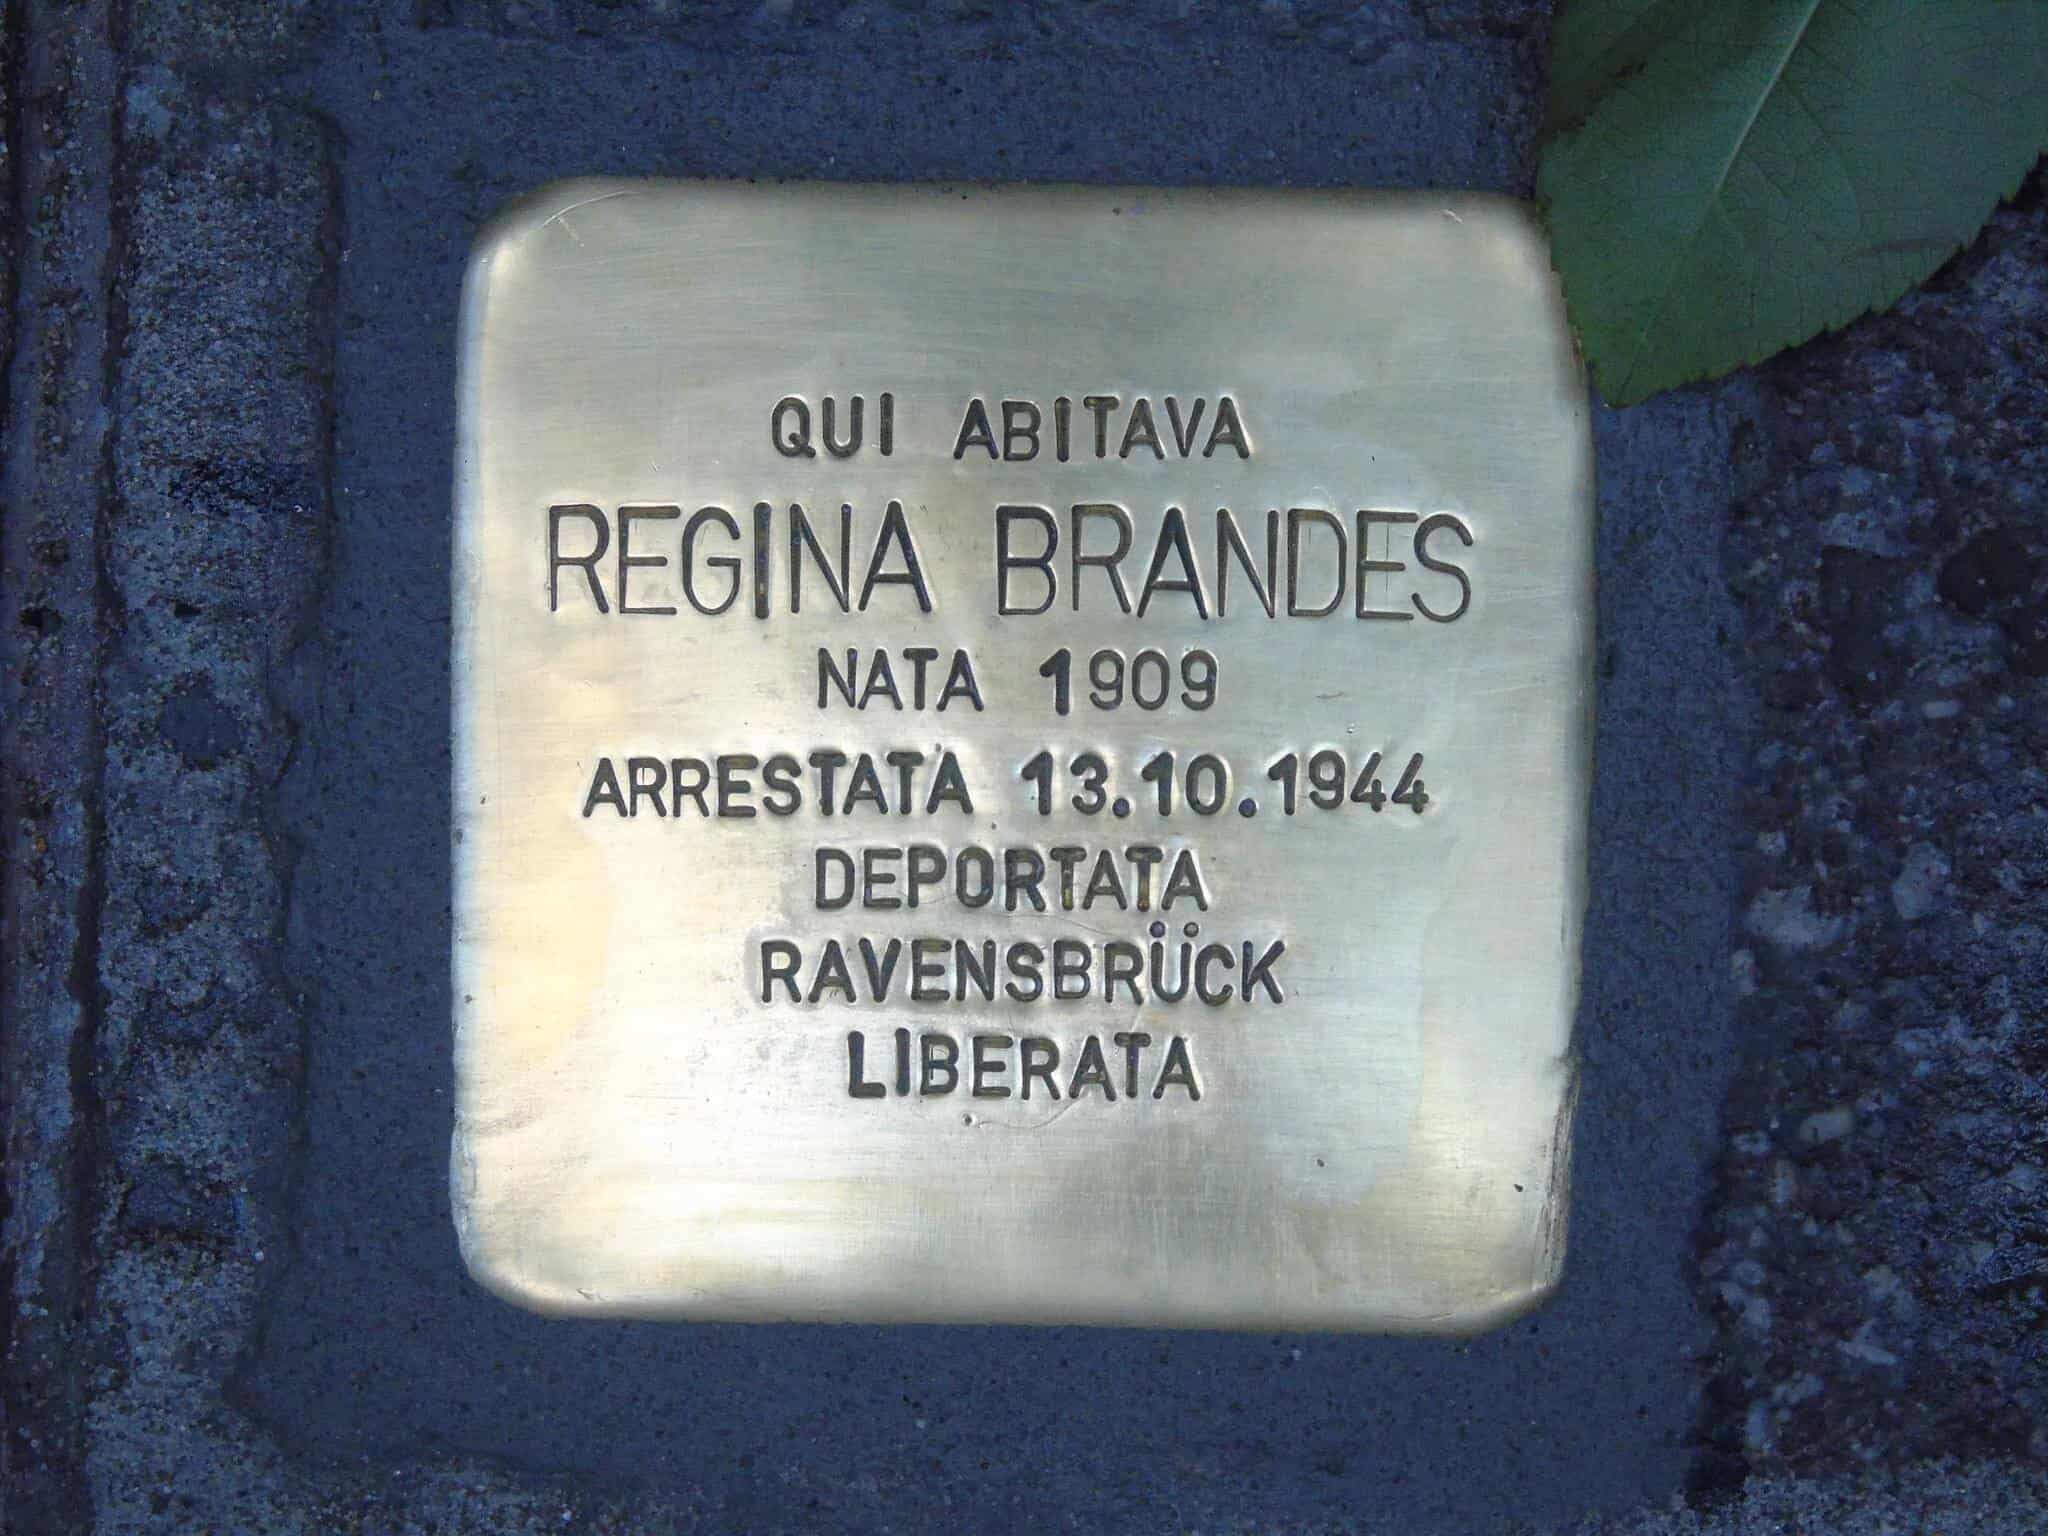 QUI ABITAVA
REGINA BRANDES
NATA 1909
ARRESTATA 13.10.1944
DEPORTATA
RAVENSBRÜCK
LIBERATA